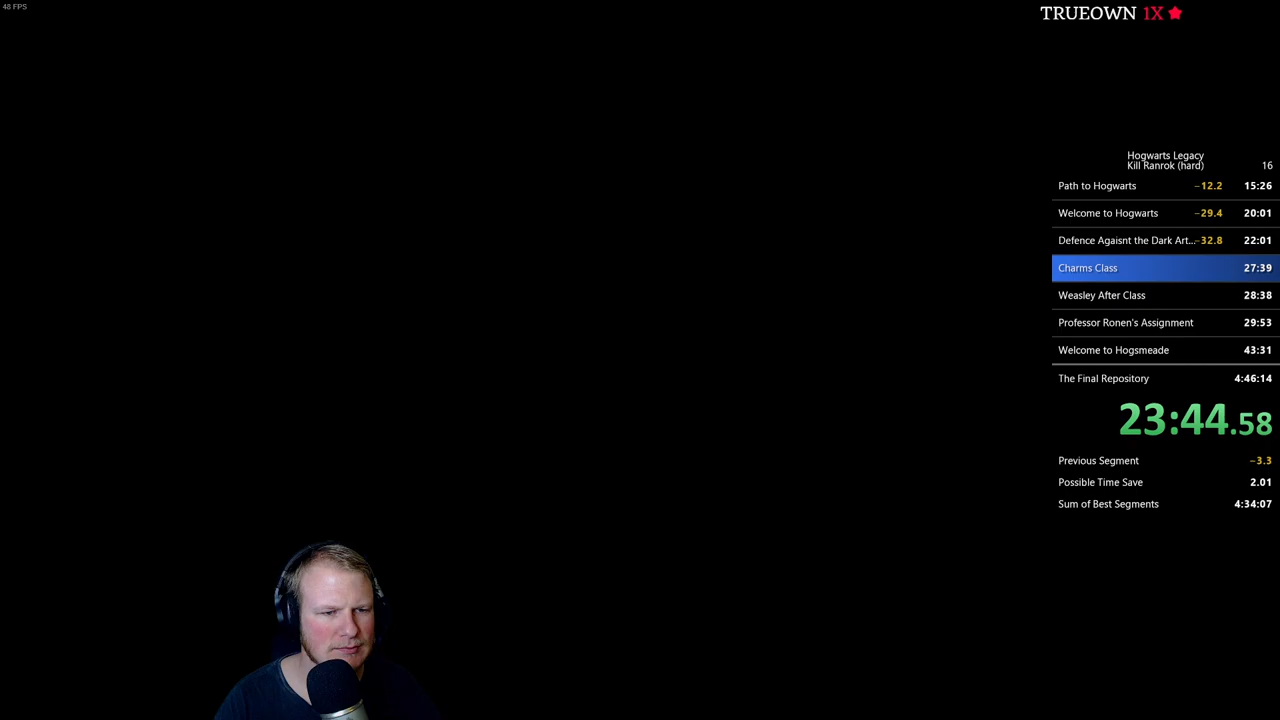 48 FPS
TRUEOWN 1X
Hogwarts Legacy
Kill Ranrok (hard) 16
Path to Hogwarts −12.2 15:26
Welcome to Hogwarts −29.4 20:01
Defence Agaisnt the Dark Art... −32.8 22:01
Charms Class 27:39
Weasley After Class 28:38
Professor Ronen's Assignment 29:53
Welcome to Hogsmeade 43:31
The Final Repository 4:46:14
23:44.58
Previous Segment −3.3
Possible Time Save 2.01
Sum of Best Segments 4:34:07